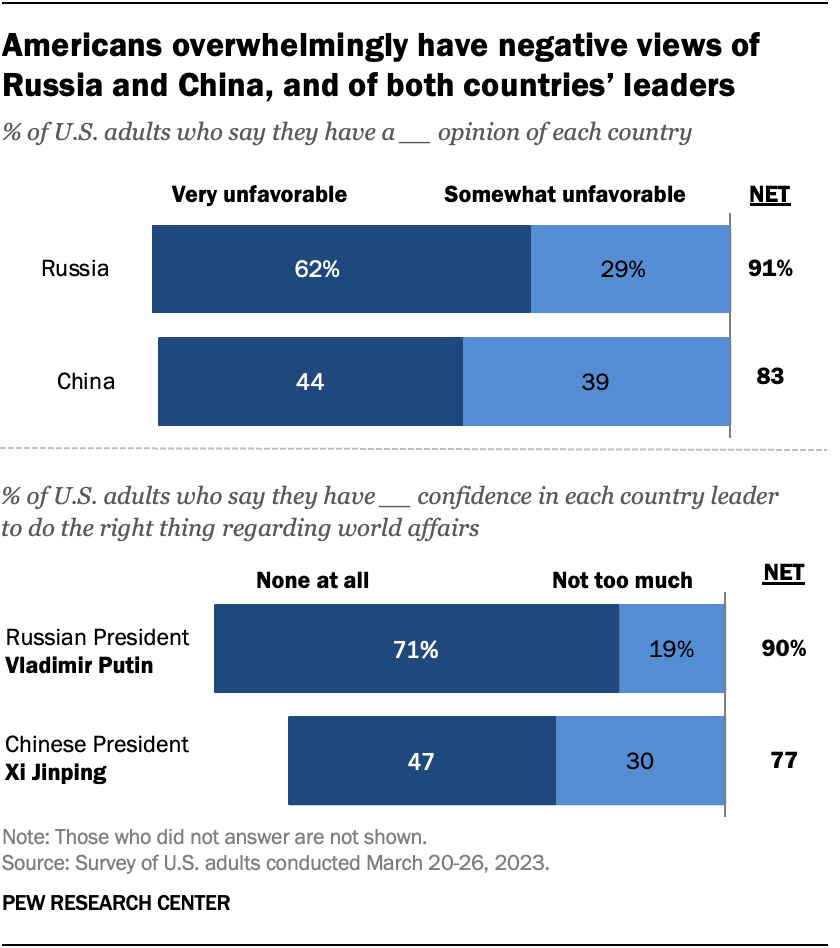 Americans overwhelmingly have negative views of
Russia and China, and of both countries’ leaders
% of U.S. adults who say they have a __ opinion of each country
Very unfavorable Somewhat unfavorable NET
Russia 62% 29% 91%
China 44 39 83
% of U.S. adults who say they have __ confidence in each country leader
to do the right thing regarding world affairs
None at all Not too much NET
Russian President
Vladimir Putin 71% 19% 90%
Chinese President
Xi Jinping 47 30 77
Note: Those who did not answer are not shown.
Source: Survey of U.S. adults conducted March 20-26, 2023.
PEW RESEARCH CENTER